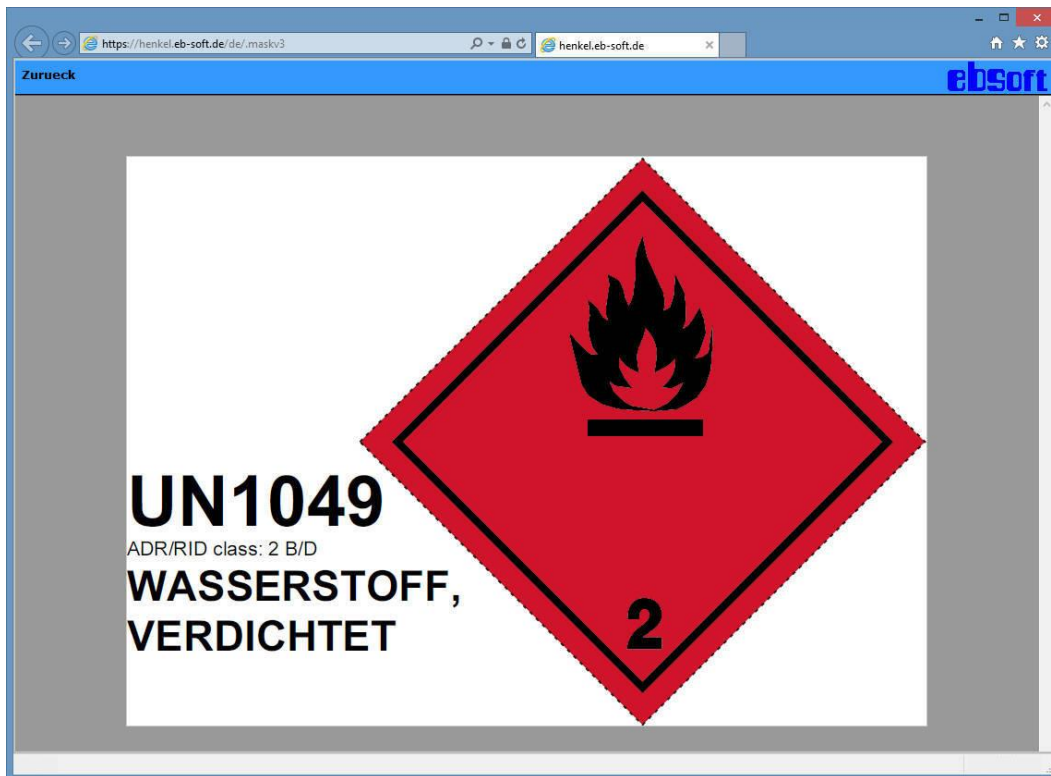 https://henkel.eb-soft.de/de/.maskv3
henkel.eb-soft.de
Zurueck
ebsoft
UN1049
ADR/RID class: 2 B/D
WASSERSTOFF,
VERDICHTET
2